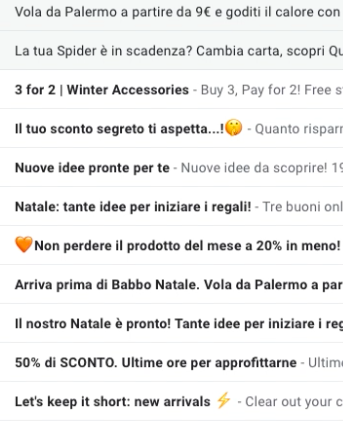 Vola da Palermo a partire da 9€ e goditi il calore con
La tua Spider è in scadenza? Cambia carta, scopri Qu
3 for 2 | Winter Accessories - Buy 3, Pay for 2! Free s
Il tuo sconto segreto ti aspetta...!🤫 - Quanto rispar
Nuove idee pronte per te - Nuove idee da scoprire! 19
Natale: tante idee per iniziare i regali! - Tre buoni onl
🧡Non perdere il prodotto del mese a 20% in meno!
Arriva prima di Babbo Natale. Vola da Palermo a par
Il nostro Natale è pronto! Tante idee per iniziare i reg
50% di SCONTO. Ultime ore per approfittarne - Ultime
Let's keep it short: new arrivals ⚡ - Clear out your c